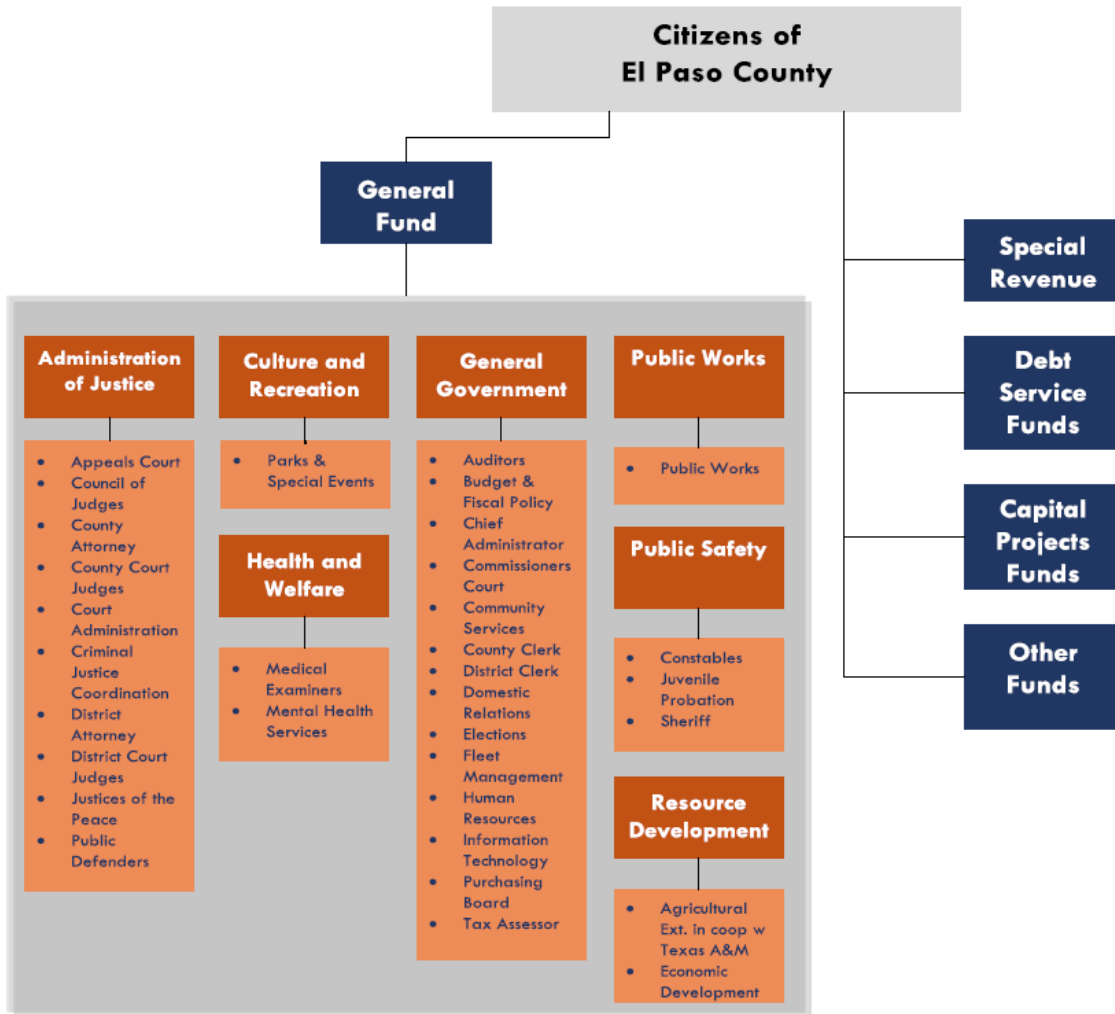 Citizens of
El Paso County
General
Fund
Special
Revenue
Debt
Service
Funds
Capital
Projects
Funds
Other
Funds
Administration
of Justice
• Appeals Court
• Council of
Judges
• County
Attorney
• County Court
Judges
• Court
Administration
• Criminal
Justice
Coordination
• District
Attorney
• District Court
Judges
• Justices of the
Peace
• Public
Defenders
Culture and
Recreation
• Parks &
Special Events
Health and
Welfare
• Medical
Examiners
• Mental Health
Services
General
Government
• Auditors
• Budget &
Fiscal Policy
• Chief
Administrator
• Commissioners
Court
• Community
Services
• County Clerk
• District Clerk
• Domestic
Relations
• Elections
• Fleet
Management
• Human
Resources
• Information
Technology
• Purchasing
Board
• Tax Assessor
Public Works
• Public Works
Public Safety
• Constables
• Juvenile
Probation
• Sheriff
Resource
Development
• Agricultural
Ext. in coop w
Texas A&M
• Economic
Development